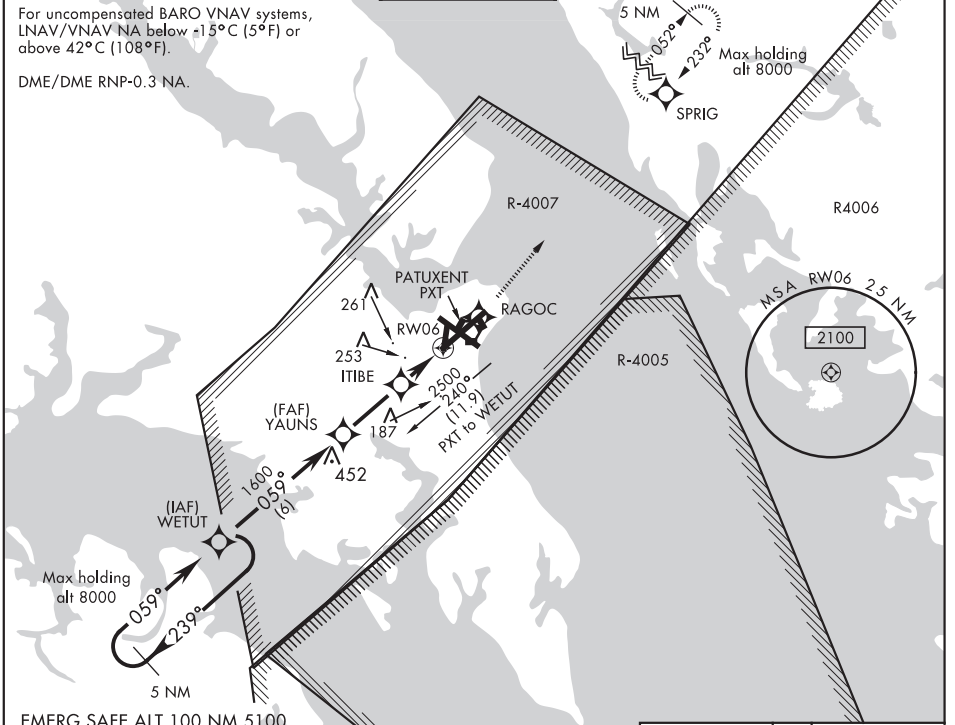 For uncompensated BARO VNAV systems,
LNAV/VNAV NA below -15°C (5°F) or
above 42°C (108°F).
DME/DME RNP-0.3 NA.
5 NM
052°
232°
Max holding
alt 8000
SPRIG
R-4007
R4006
PATUXENT
PXT
RAGOC
261
RW06
253
ITIBE
MSA RW06 25 NM
2100
R-4005
2500
240°
(11.9)
PXT to WETUT
(FAF)
YAUNS
187
452
1600
059°
(6)
(IAF)
WETUT
Max holding
alt 8000
059°
239°
5 NM
EMERG SAFE ALT 100 NM 5100